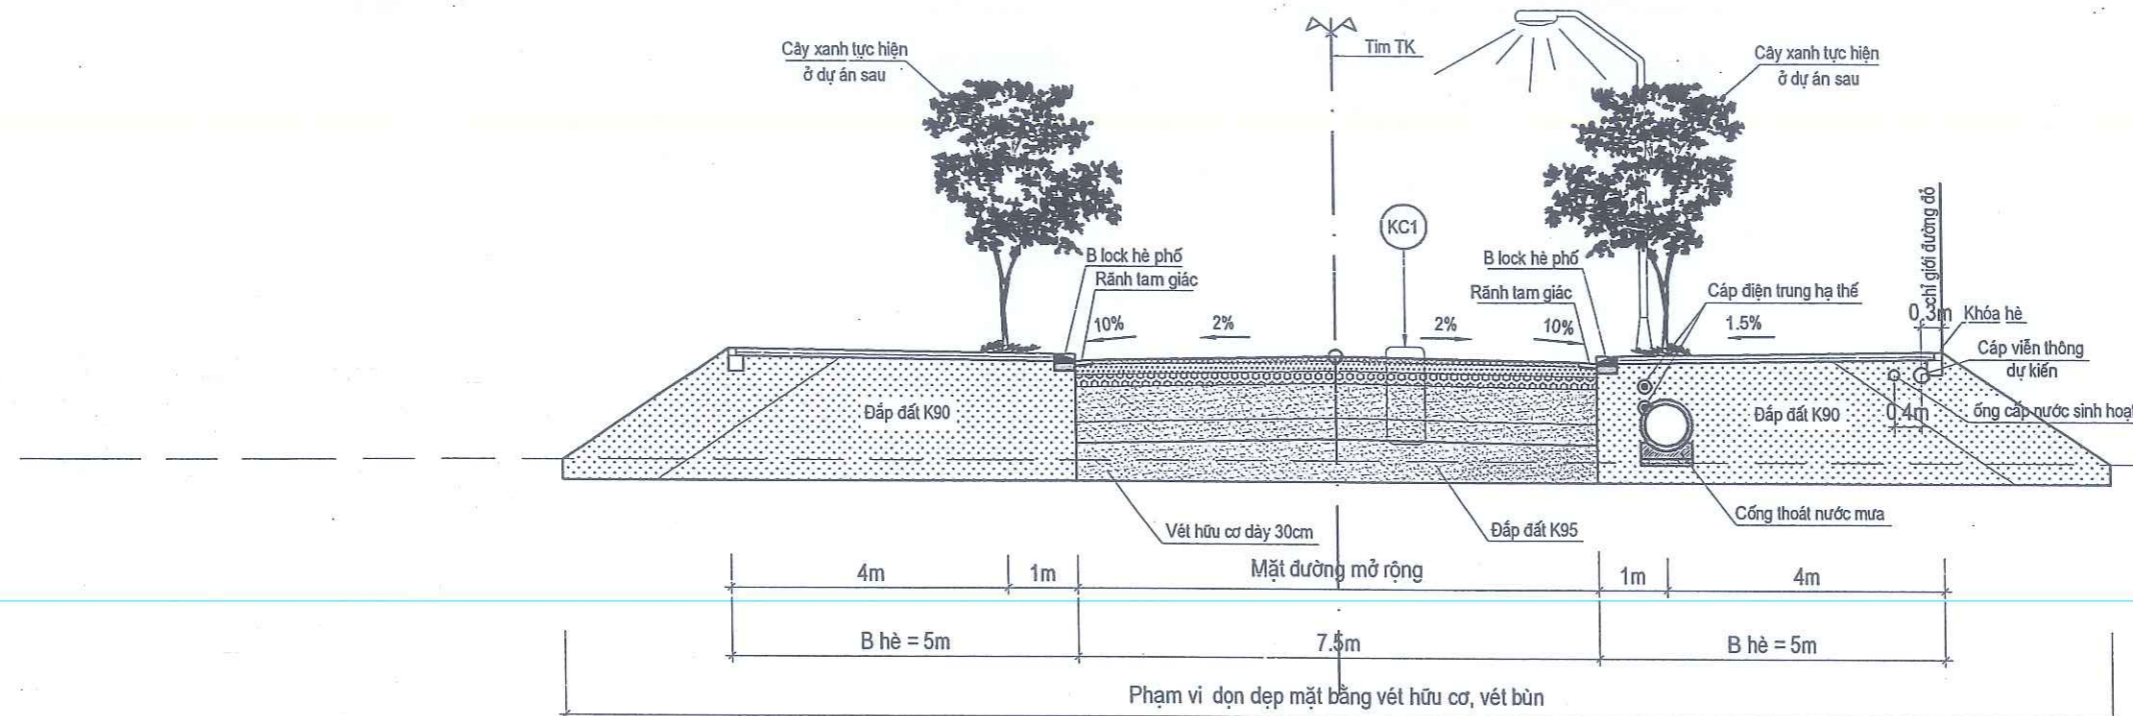 Cây xanh tực hiện
ở dự án sau
Tim TK
Cây xanh tực hiện
ở dự án sau
KC1
chỉ giới đường đỏ
B lock hè phố
Rãnh tam giác
B lock hè phố
Rãnh tam giác
Cáp điện trung hạ thế
0.3m
Khóa hè
10%
2%
2%
10%
1.5%
Cáp viễn thông
dự kiến
Đắp đất K90
Đắp đất K90
0.4m
ống cấp nước sinh hoạt
Vét hữu cơ dày 30cm
Đắp đất K95
Cống thoát nước mưa
4m
1m
Mặt đường mở rộng
1m
4m
B hè = 5m
7.5m
B hè = 5m
Phạm vi dọn dẹp mặt bằng vét hữu cơ, vét bùn